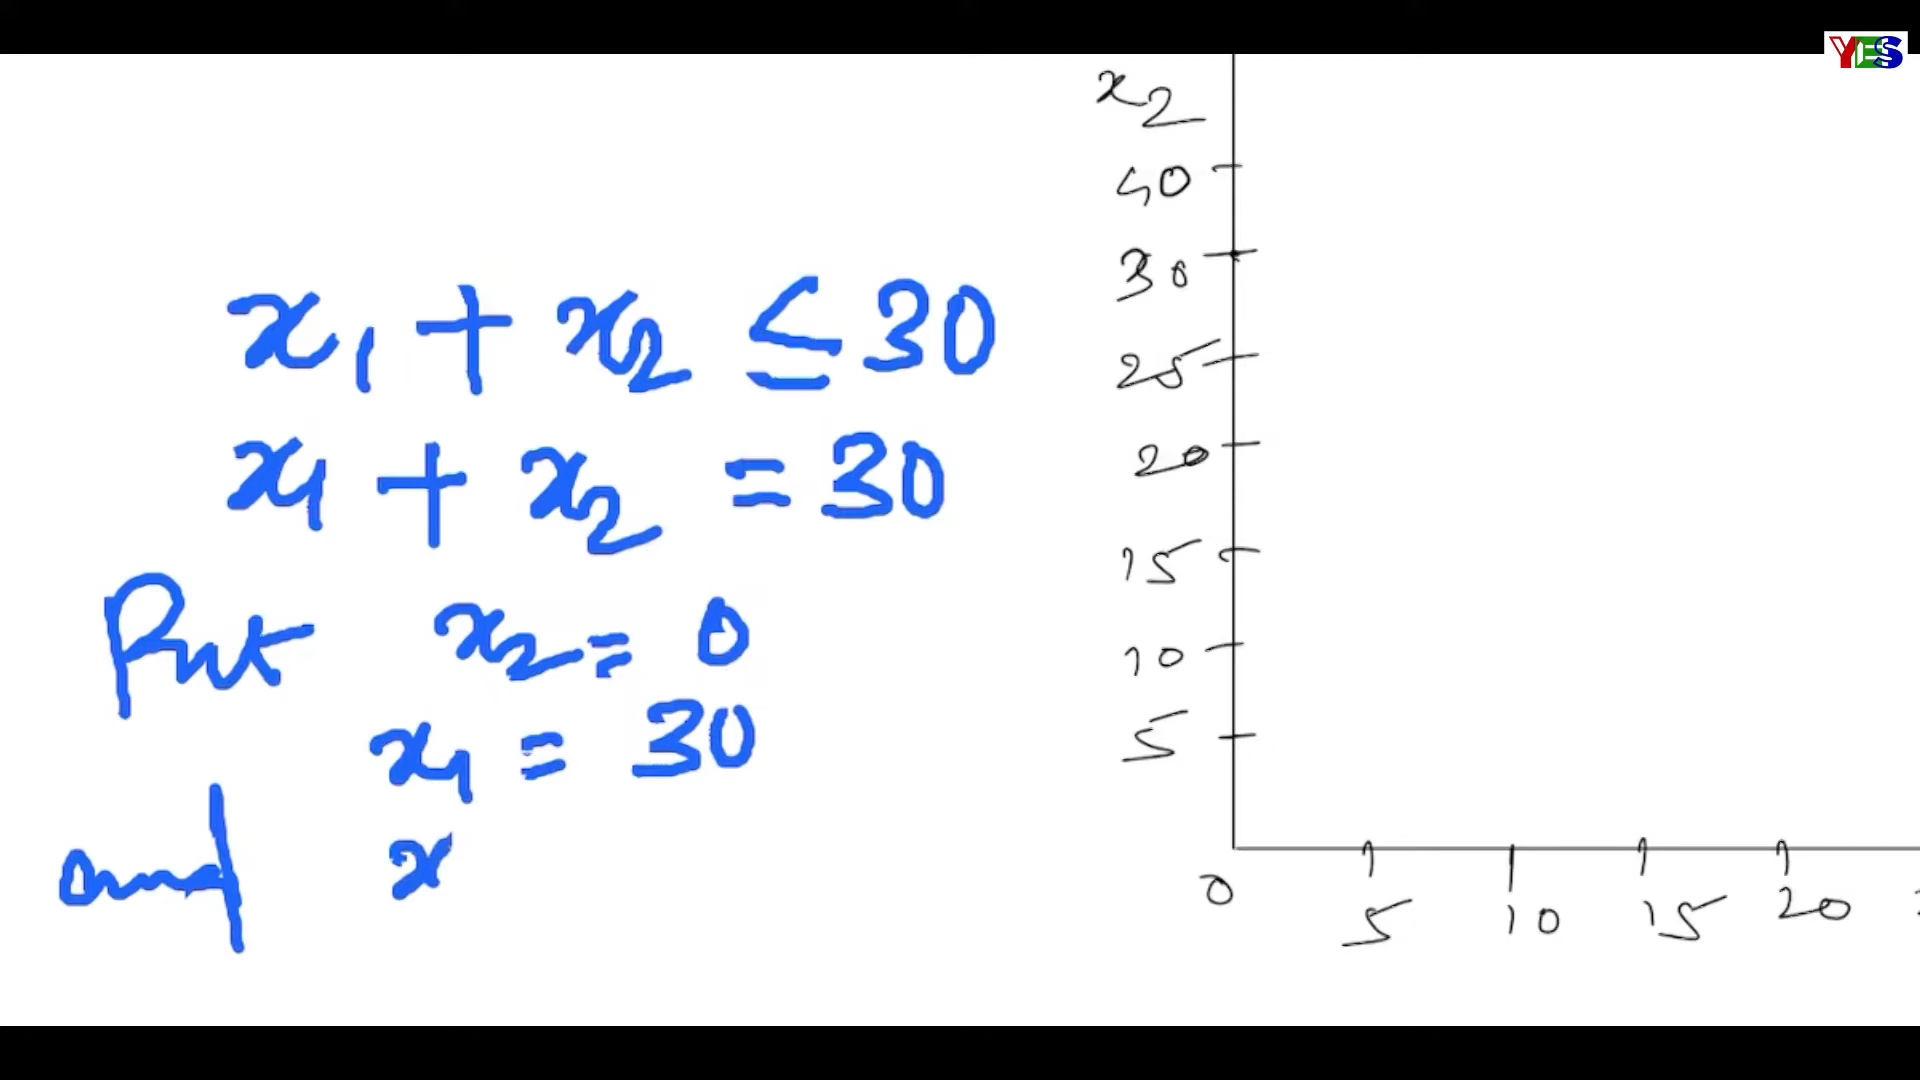 YES
x₁ + x₂ ≤ 30
x₁ + x₂ = 30
Put x₂ = 0
x₁ = 30
and x
x₂
40
30
25
20
15
10
5
0 5 10 15 20